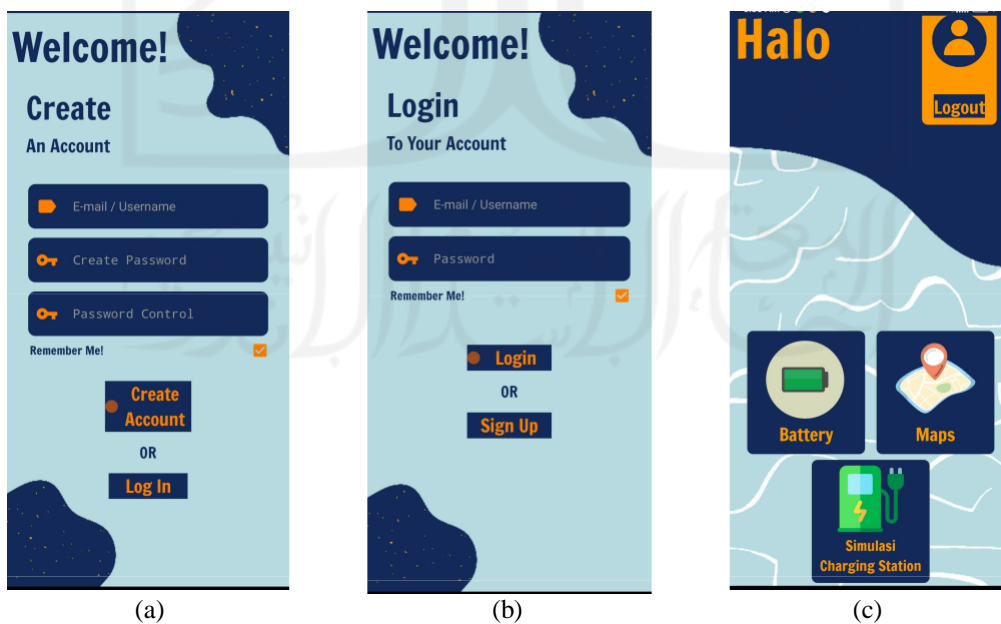 Welcome!
Create
An Account
E-mail / Username
Create Password
Password Control
Remember Me!
Create
Account
OR
Log In
(a)
Welcome!
Login
To Your Account
E-mail / Username
Password
Remember Me!
Login
OR
Sign Up
(b)
Halo
Logout
Battery
Maps
Simulasi
Charging Station
(c)